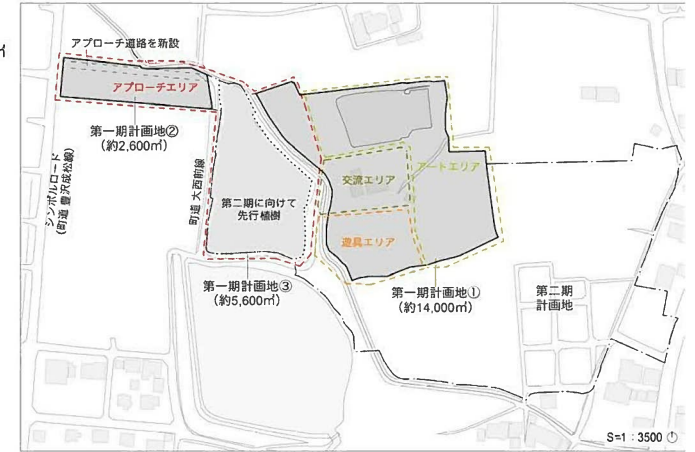 アプローチ道路を新設
アプローチエリア
第一期計画地②
(約2,600㎡)
シンボルロード
(町道 豊沢成松線)
町道 大西前線
第二期に向けて
先行植樹
第一期計画地③
(約5,600㎡)
交流エリア
アートエリア
遊具エリア
第一期計画地①
(約14,000㎡)
第二期
計画地
S=1:3500